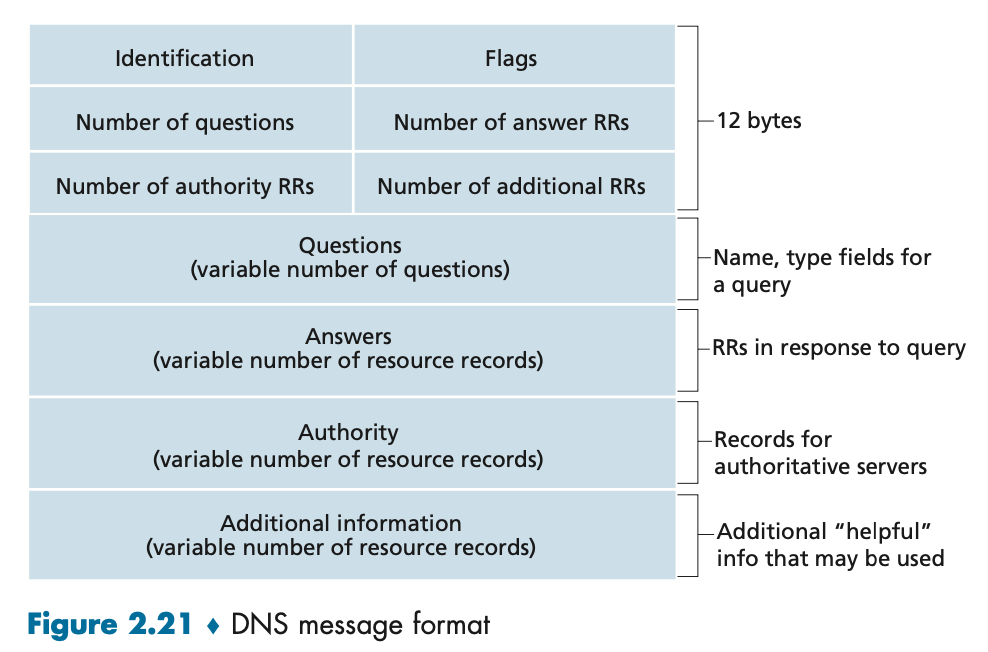 Identification
Flags
Number of questions
Number of answer RRs
12 bytes
Number of authority RRs
Number of additional RRs
Questions
(variable number of questions)
Name, type fields for
a query
Answers
(variable number of resource records)
RRs in response to query
Authority
(variable number of resource records)
Records for
authoritative servers
Additional information
(variable number of resource records)
Additional “helpful”
info that may be used
Figure 2.21 ♦ DNS message format